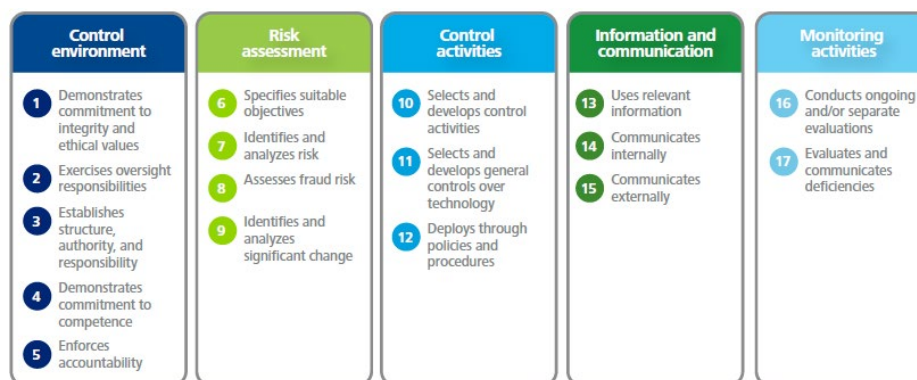 Control
environment
1 Demonstrates
commitment to
integrity and
ethical values
2 Exercises oversight
responsibilities
3 Establishes
structure,
authority, and
responsibility
4 Demonstrates
commitment to
competence
5 Enforces
accountability
Risk
assessment
6 Specifies suitable
objectives
7 Identifies and
analyzes risk
8 Assesses fraud risk
9 Identifies and
analyzes
significant change
Control
activities
10 Selects and
develops control
activities
11 Selects and
develops general
controls over
technology
12 Deploys through
policies and
procedures
Information and
communication
13 Uses relevant
information
14 Communicates
internally
15 Communicates
externally
Monitoring
activities
16 Conducts ongoing
and/or separate
evaluations
17 Evaluates and
communicates
deficiencies